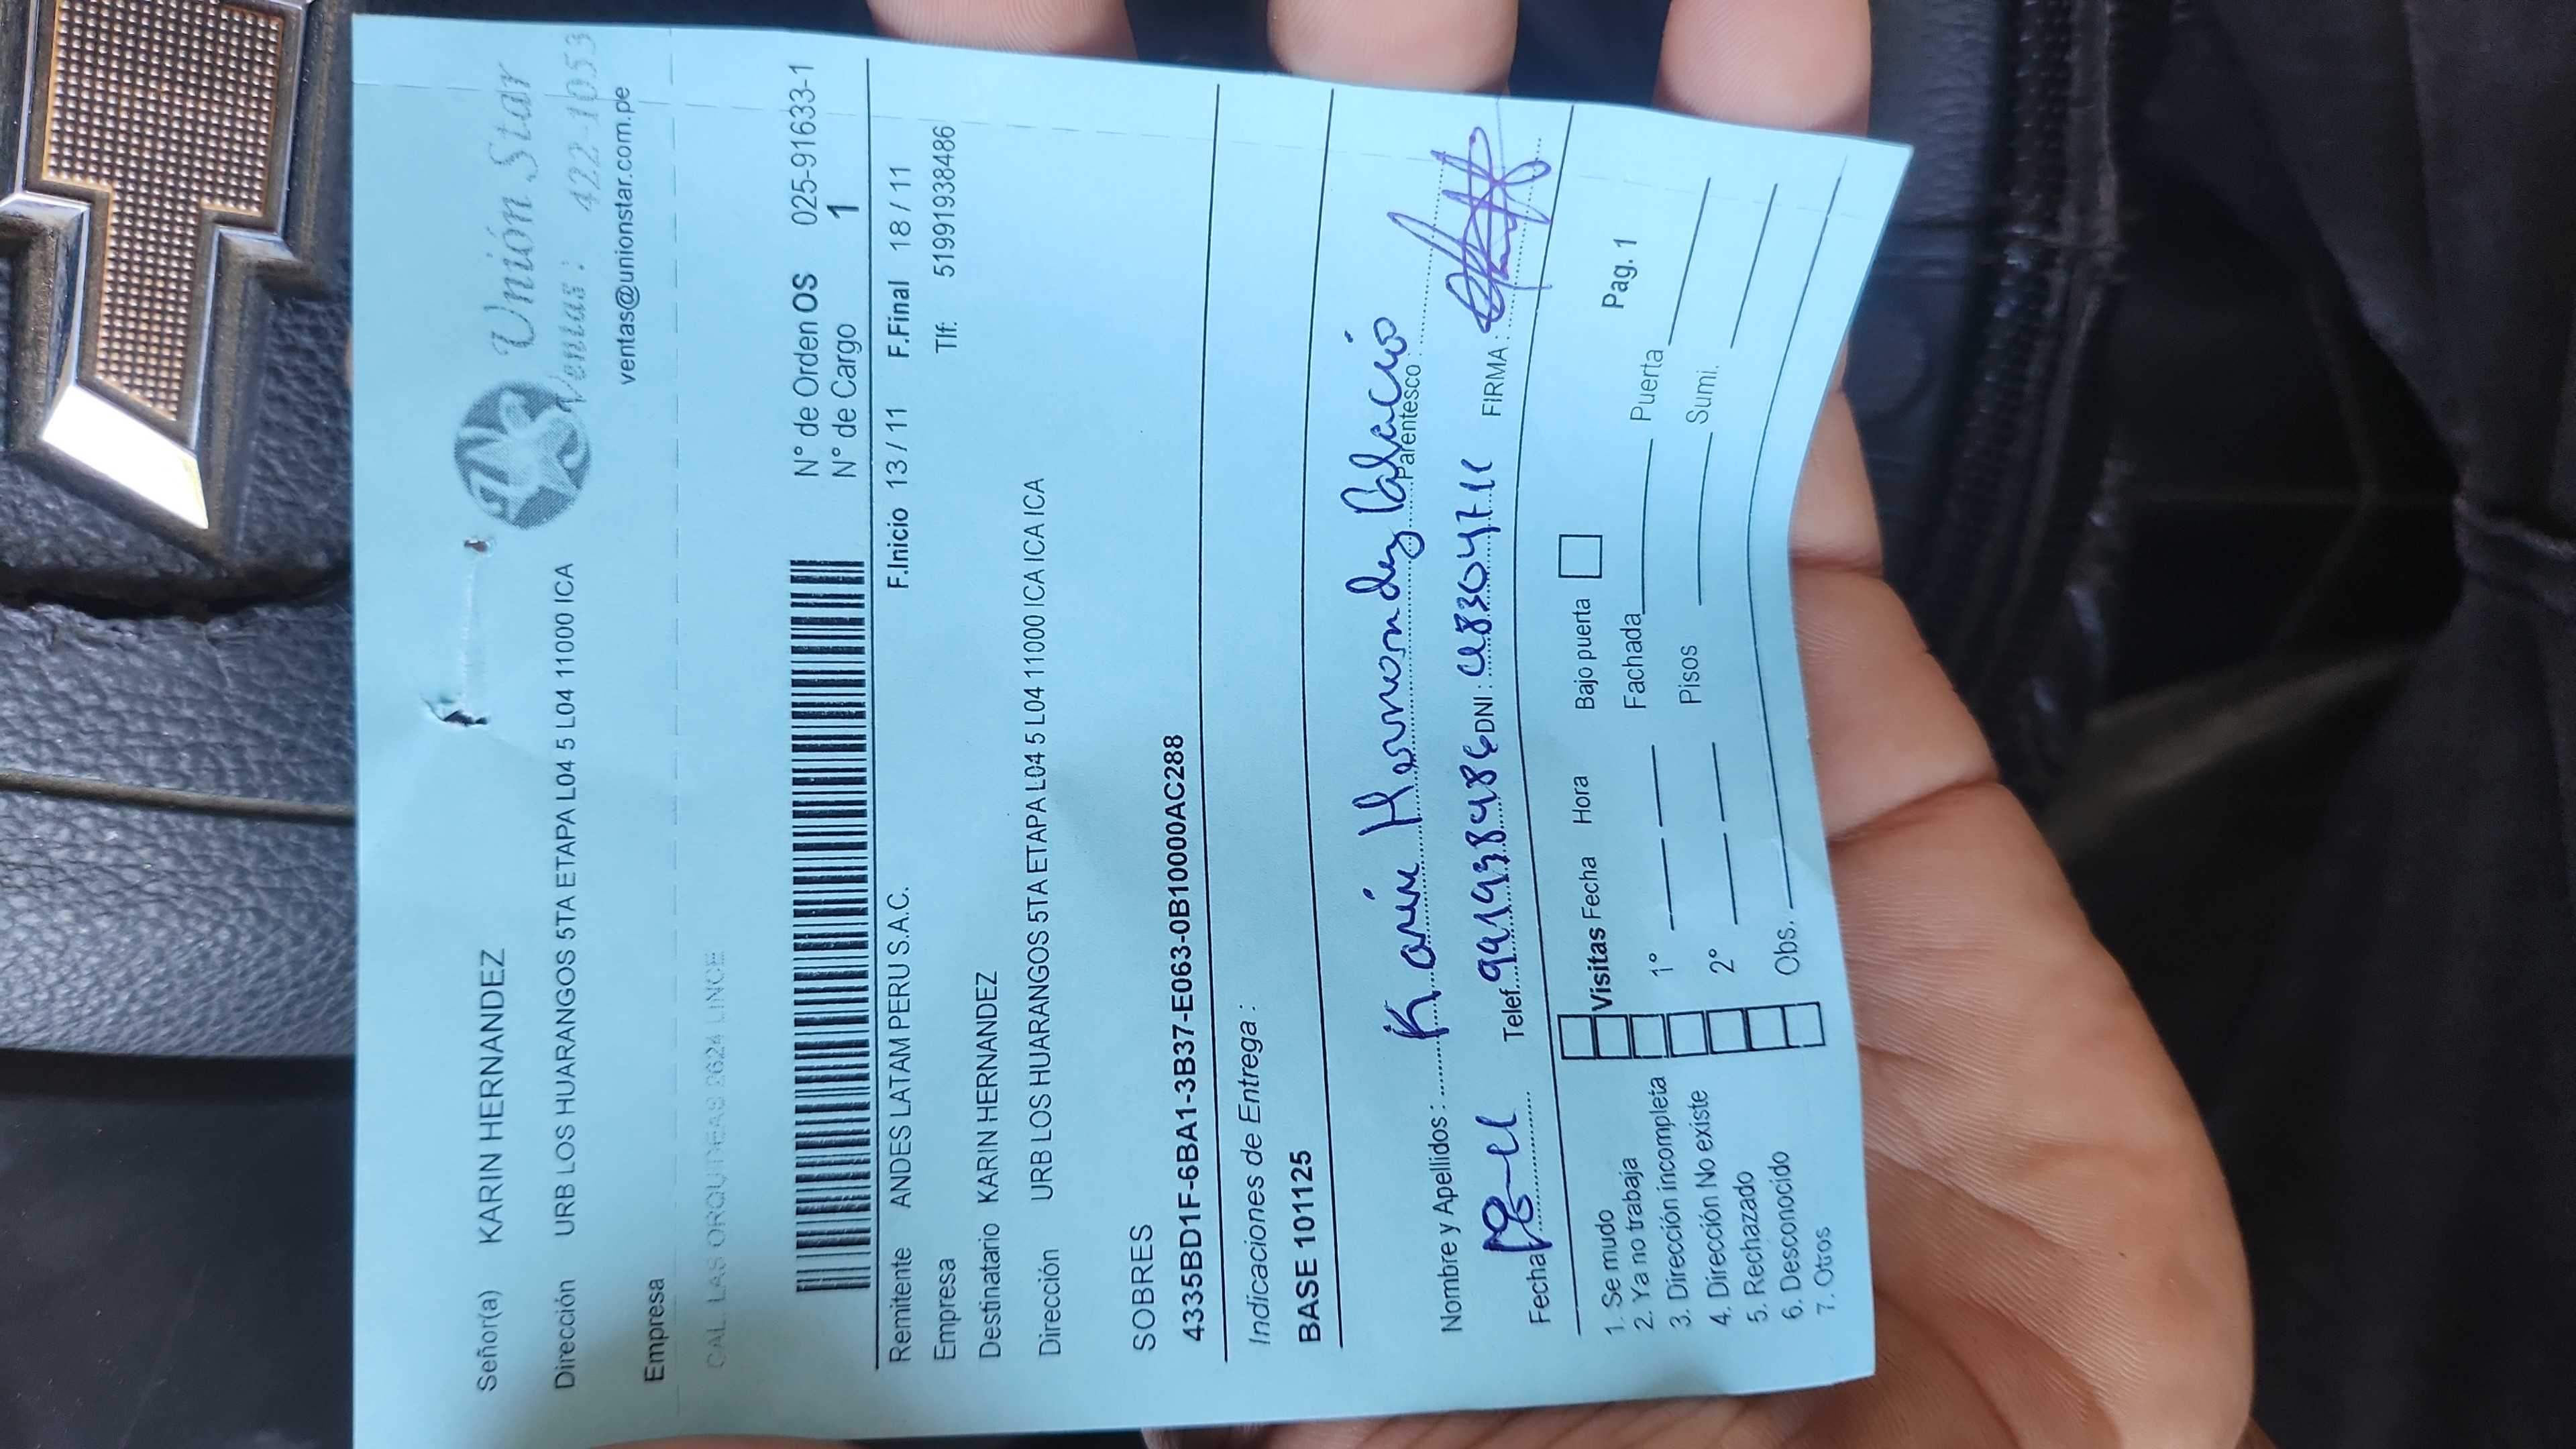 Unión Star
Ventas : 422-1053
ventas@unionstar.com.pe
Señor(a) KARIN HERNANDEZ
Dirección URB LOS HUARANGOS 5TA ETAPA L04 5 L04 11000 ICA
Empresa
CAL. LAS ORQUIDEAS 2624 LINCE
N° de Orden OS 025-91633-1
N° de Cargo 1
Remitente ANDES LATAM PERU S.A.C. F.Inicio 13 / 11 F.Final 18 / 11
Empresa Tlf: 51991938486
Destinatario KARIN HERNANDEZ
Dirección URB LOS HUARANGOS 5TA ETAPA L04 5 L04 11000 ICA ICA ICA
SOBRES
4335BD1F-6BA1-3B37-E063-0B10000AC288
Indicaciones de Entrega :
BASE 101125
Nombre y Apellidos : Karin Hernandez Palacio Parentesco :
Fecha Telef. 991938486 DNI : FIRMA :
Visitas Fecha Hora Bajo puerta Pag. 1
1. Se mudo
2. Ya no trabaja 1° Fachada Puerta
3. Dirección incompleta
4. Dirección No existe 2° Pisos Sumi.
5. Rechazado
6. Desconocido Obs.
7. Otros